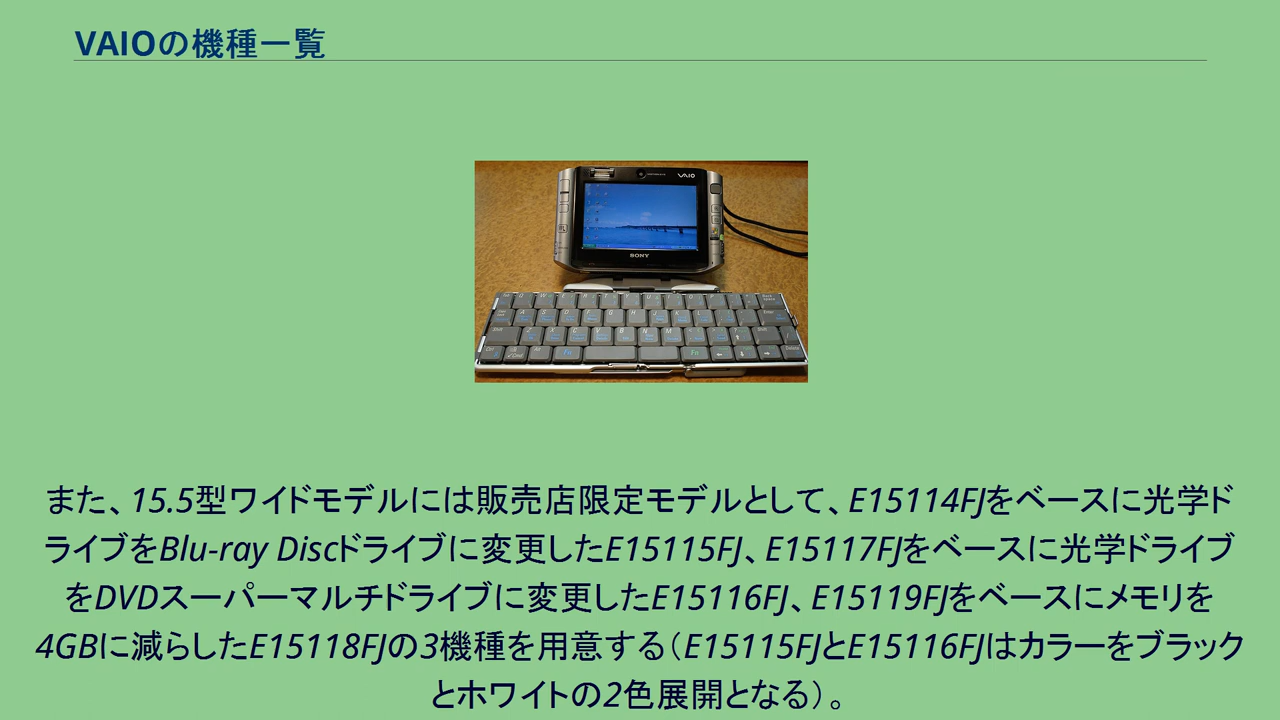 VAIOの機種一覧
VAIO
SONY
また、15.5型ワイドモデルには販売店限定モデルとして、E15114FJをベースに光学ド
ライブをBlu-ray Discドライブに変更したE15115FJ、E15117FJをベースに光学ドライブ
をDVDスーパーマルチドライブに変更したE15116FJ、E15119FJをベースにメモリを
4GBに減らしたE15118FJの3機種を用意する（E15115FJとE15116FJはカラーをブラック
とホワイトの2色展開となる）。